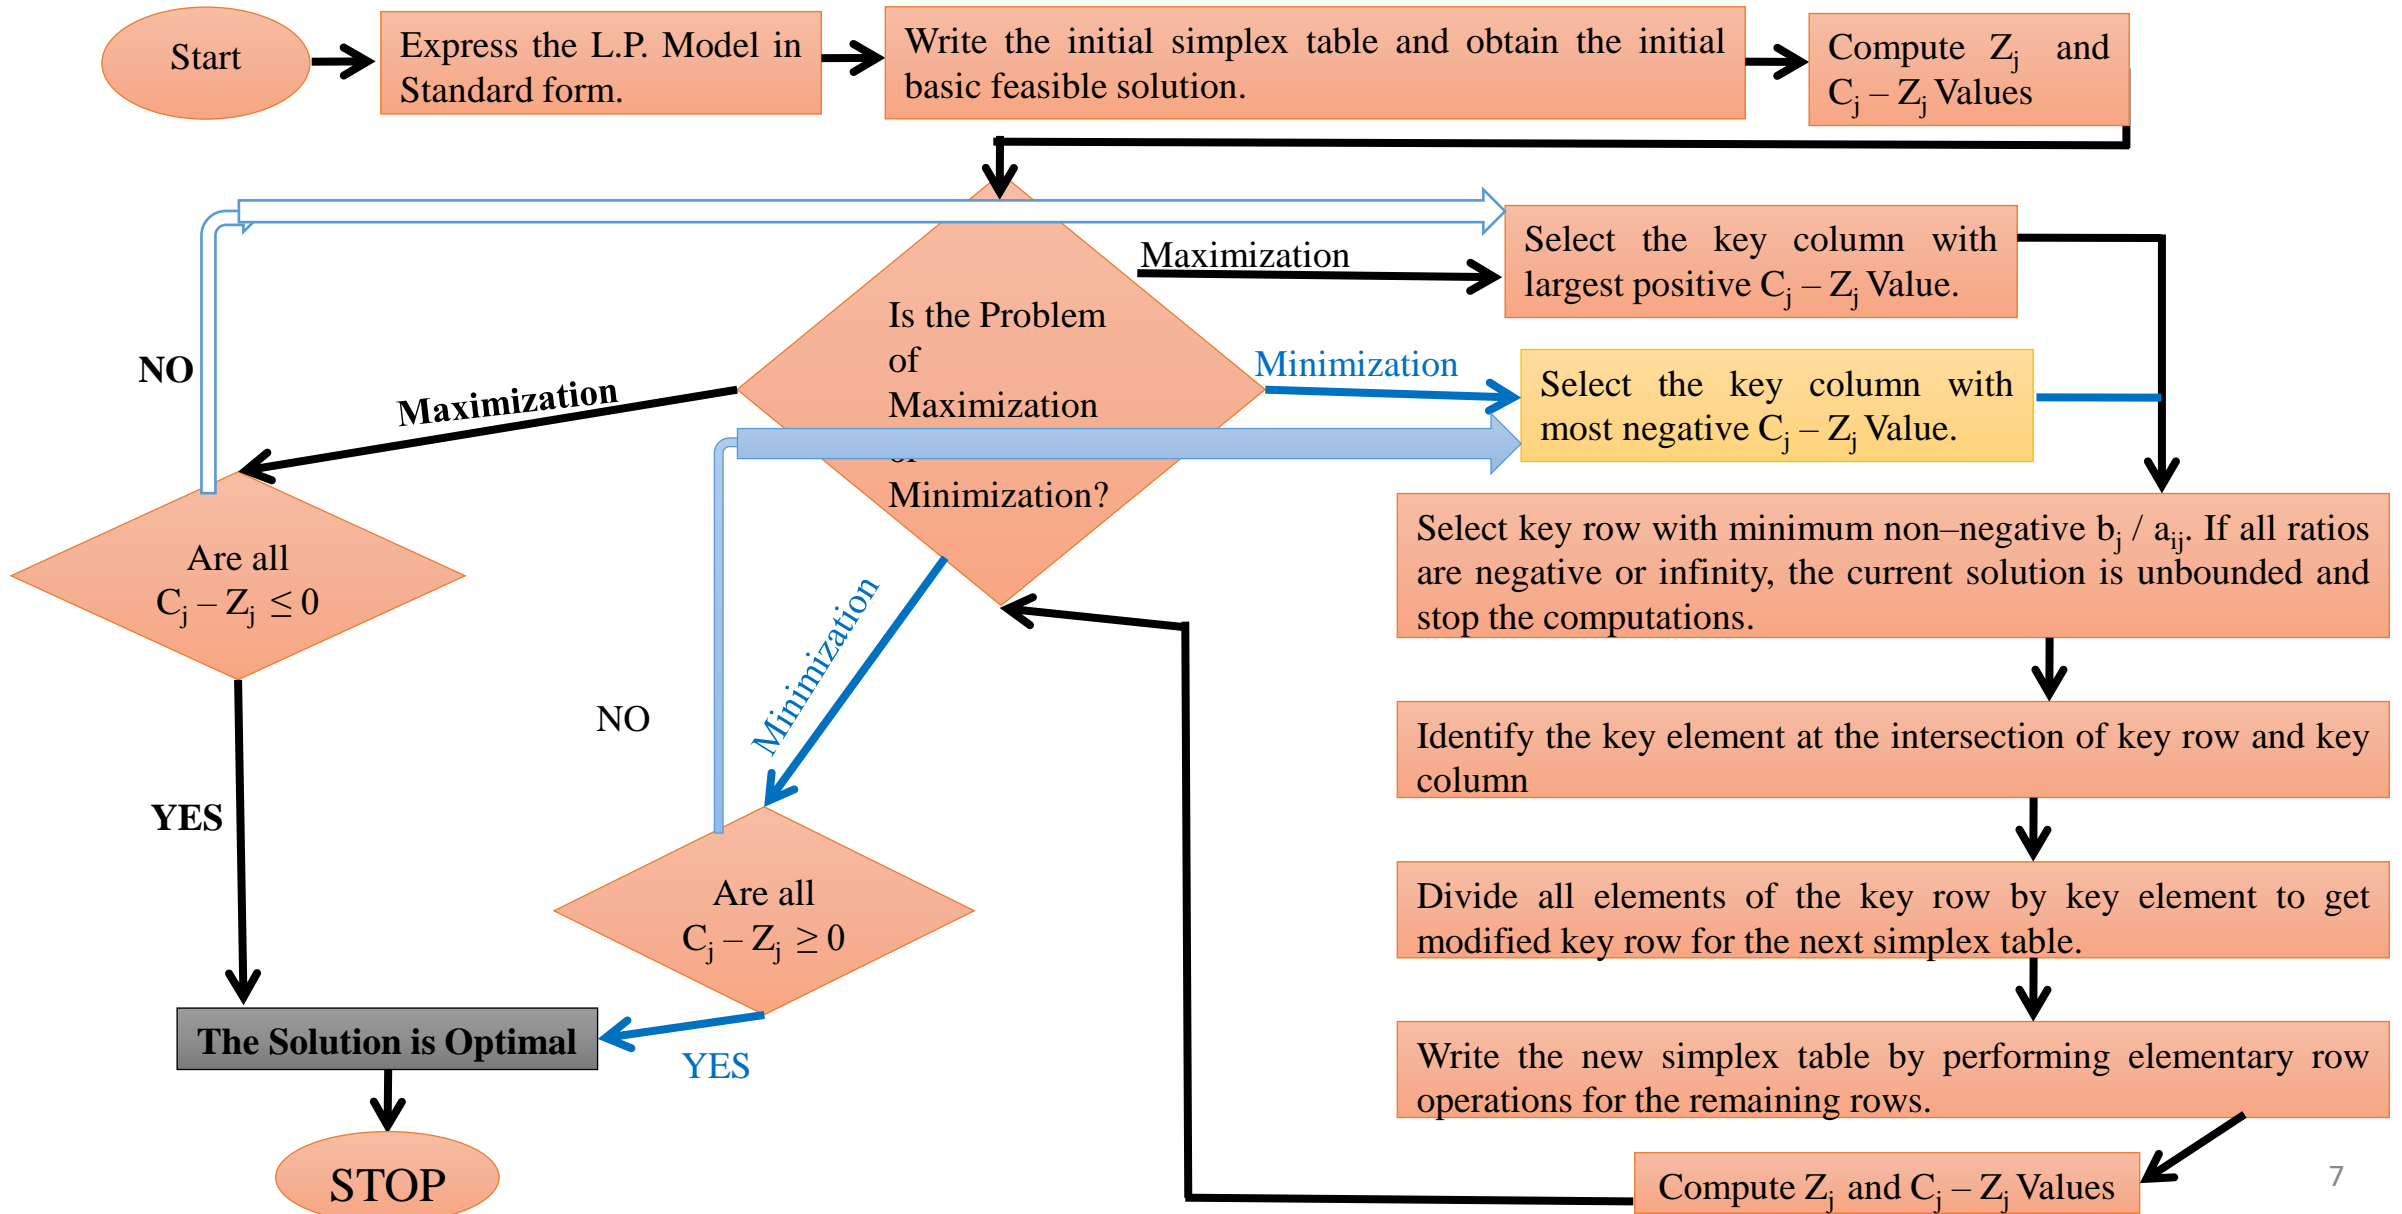 Start
Express the L.P. Model in
Standard form.
Write the initial simplex table and obtain the initial
basic feasible solution.
Compute Zj and
Cj – Zj Values
Maximization
Select the key column with
largest positive Cj – Zj Value.
Is the Problem
of
Maximization
or
Minimization?
Minimization
Select the key column with
most negative Cj – Zj Value.
NO
Maximization
Are all
Cj – Zj ≤ 0
Select key row with minimum non–negative bj / aij. If all ratios
are negative or infinity, the current solution is unbounded and
stop the computations.
Minimization
NO
Identify the key element at the intersection of key row and key
column
YES
Are all
Cj – Zj ≥ 0
Divide all elements of the key row by key element to get
modified key row for the next simplex table.
The Solution is Optimal
YES
Write the new simplex table by performing elementary row
operations for the remaining rows.
STOP
Compute Zj and Cj – Zj Values
7